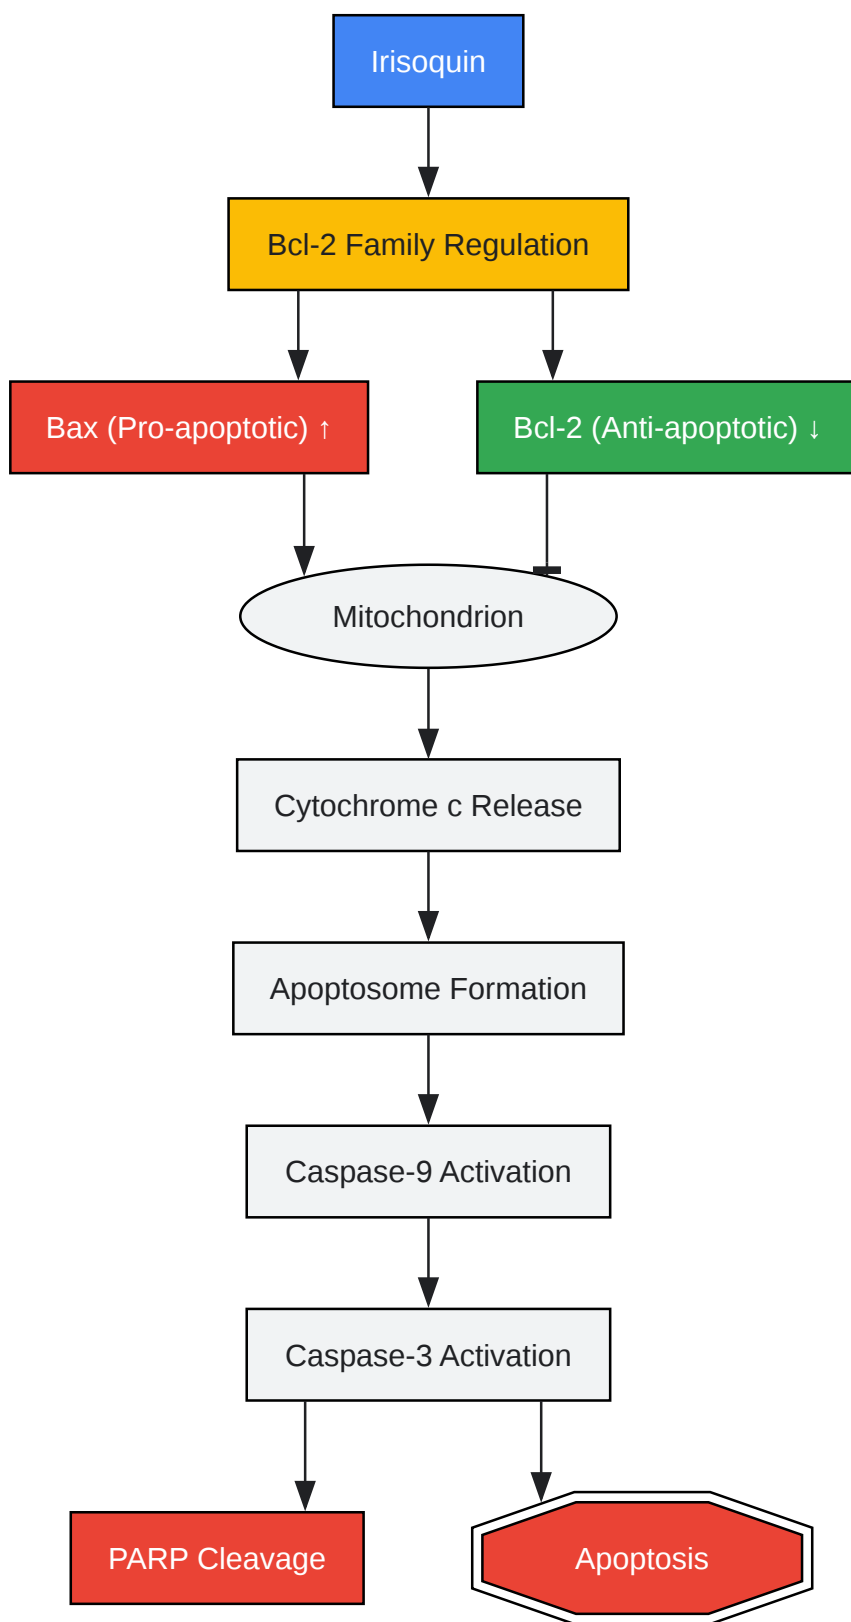 Irisoquin
Bcl-2 Family Regulation
Bax (Pro-apoptotic) ↑
Bcl-2 (Anti-apoptotic) ↓
Mitochondrion
Cytochrome c Release
Apoptosome Formation
Caspase-9 Activation
Caspase-3 Activation
PARP Cleavage
Apoptosis